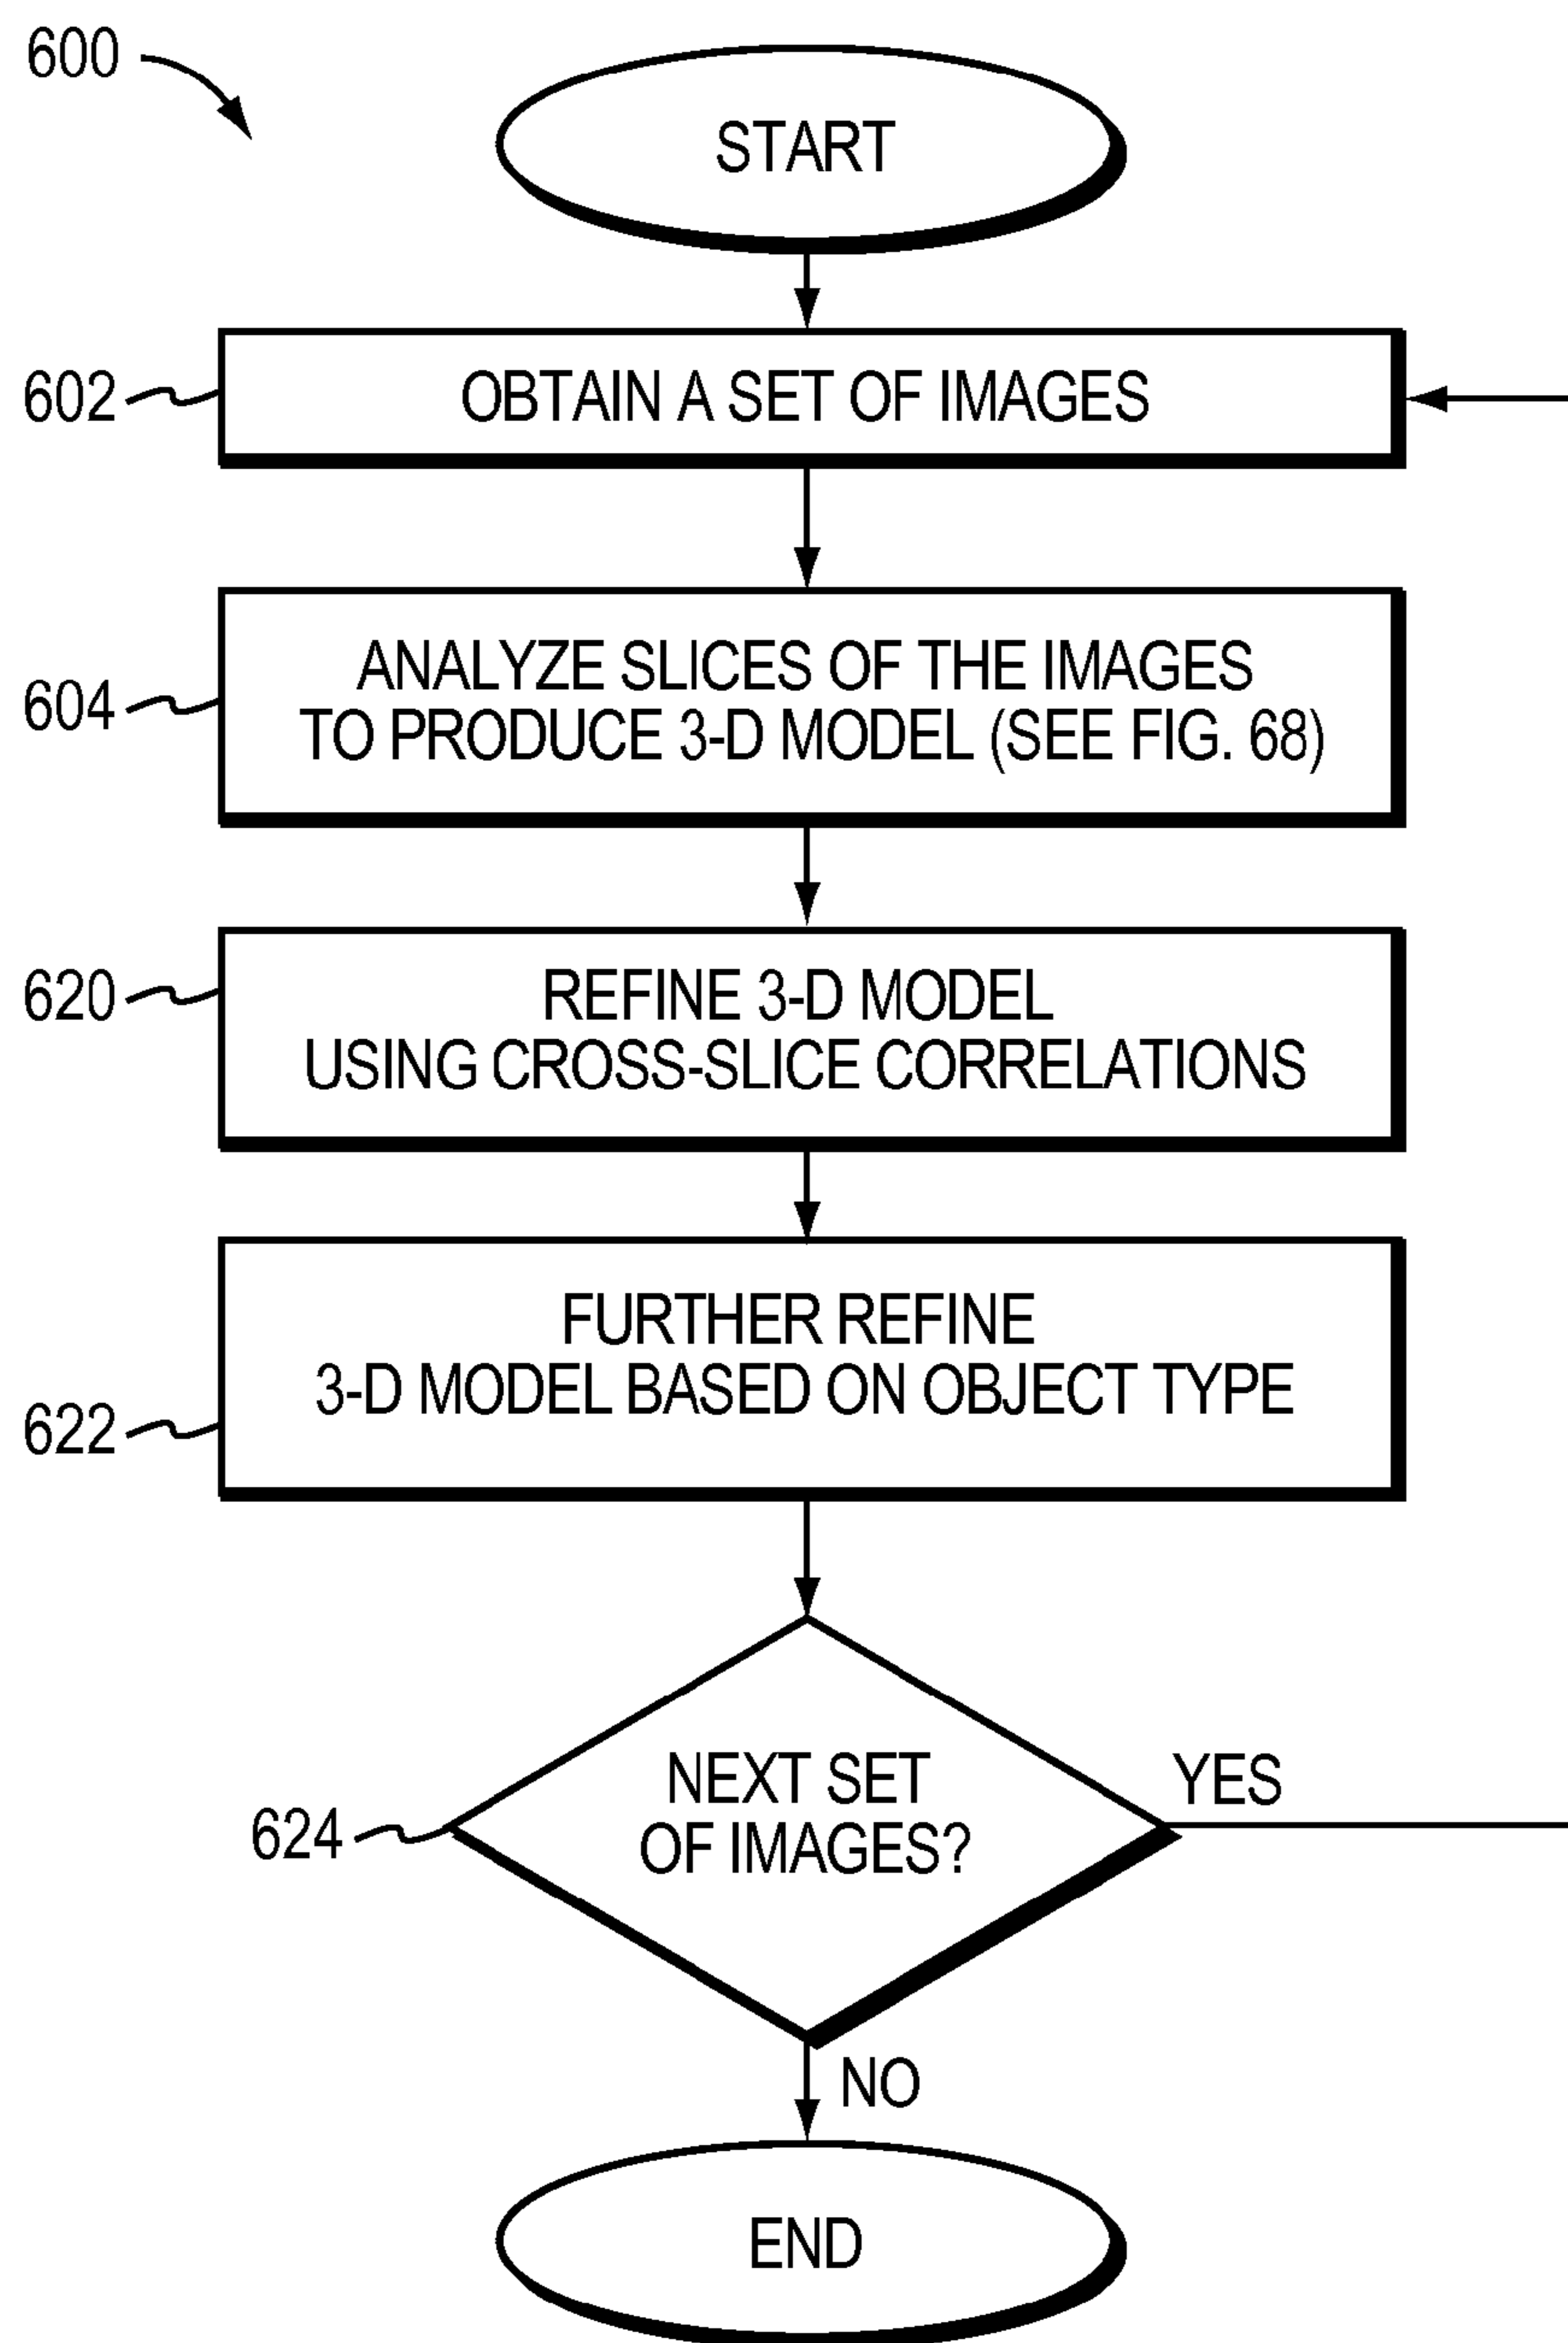 600
START
602
OBTAIN A SET OF IMAGES
604
ANALYZE SLICES OF THE IMAGES
TO PRODUCE 3-D MODEL (SEE FIG. 68)
620
REFINE 3-D MODEL
USING CROSS-SLICE CORRELATIONS
622
FURTHER REFINE
3-D MODEL BASED ON OBJECT TYPE
624
NEXT SET
OF IMAGES?
YES
NO
END